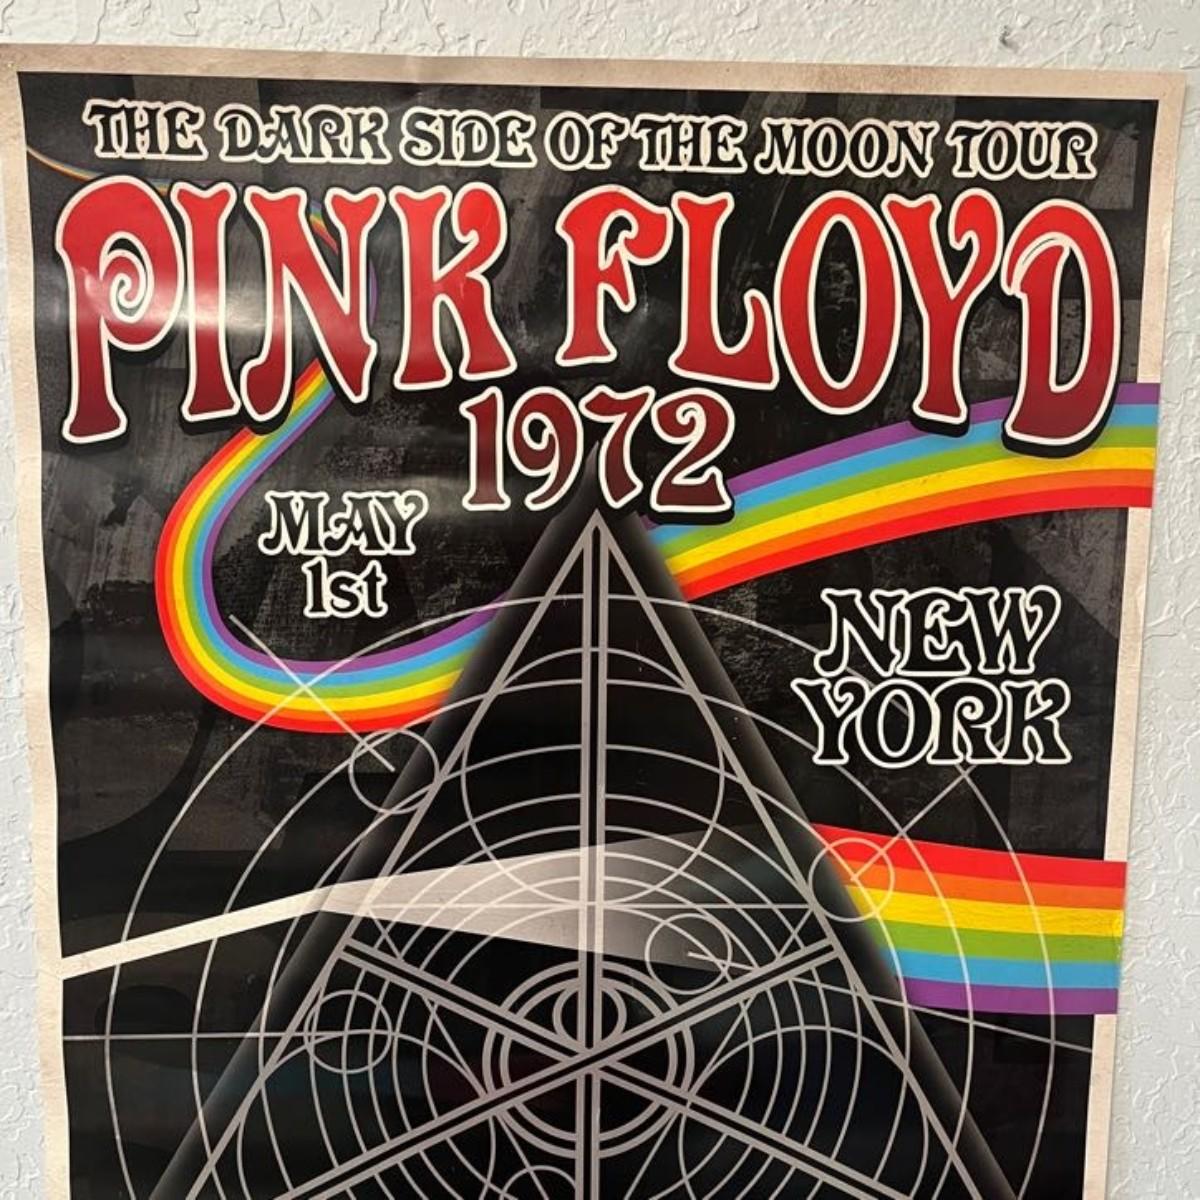 THE DARK SIDE OF THE MOON TOUR
PINK FLOYD
1972
MAY
1st
NEW
YORK